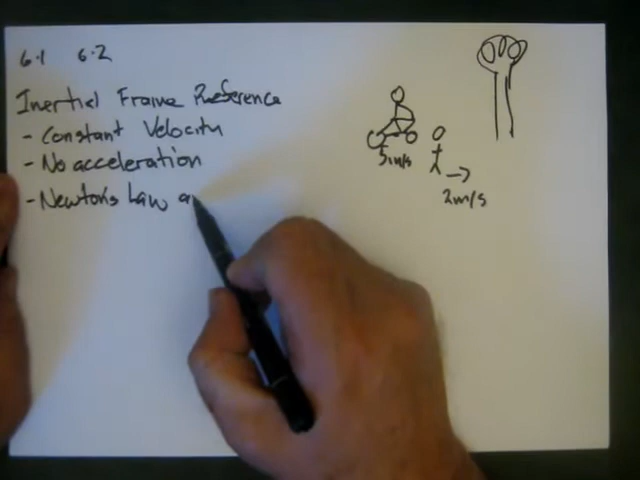 6.1 6.2
Inertial Frame Reference
- Constant Velocity
- No acceleration
- Newton's Law a
5m/s
2m/s